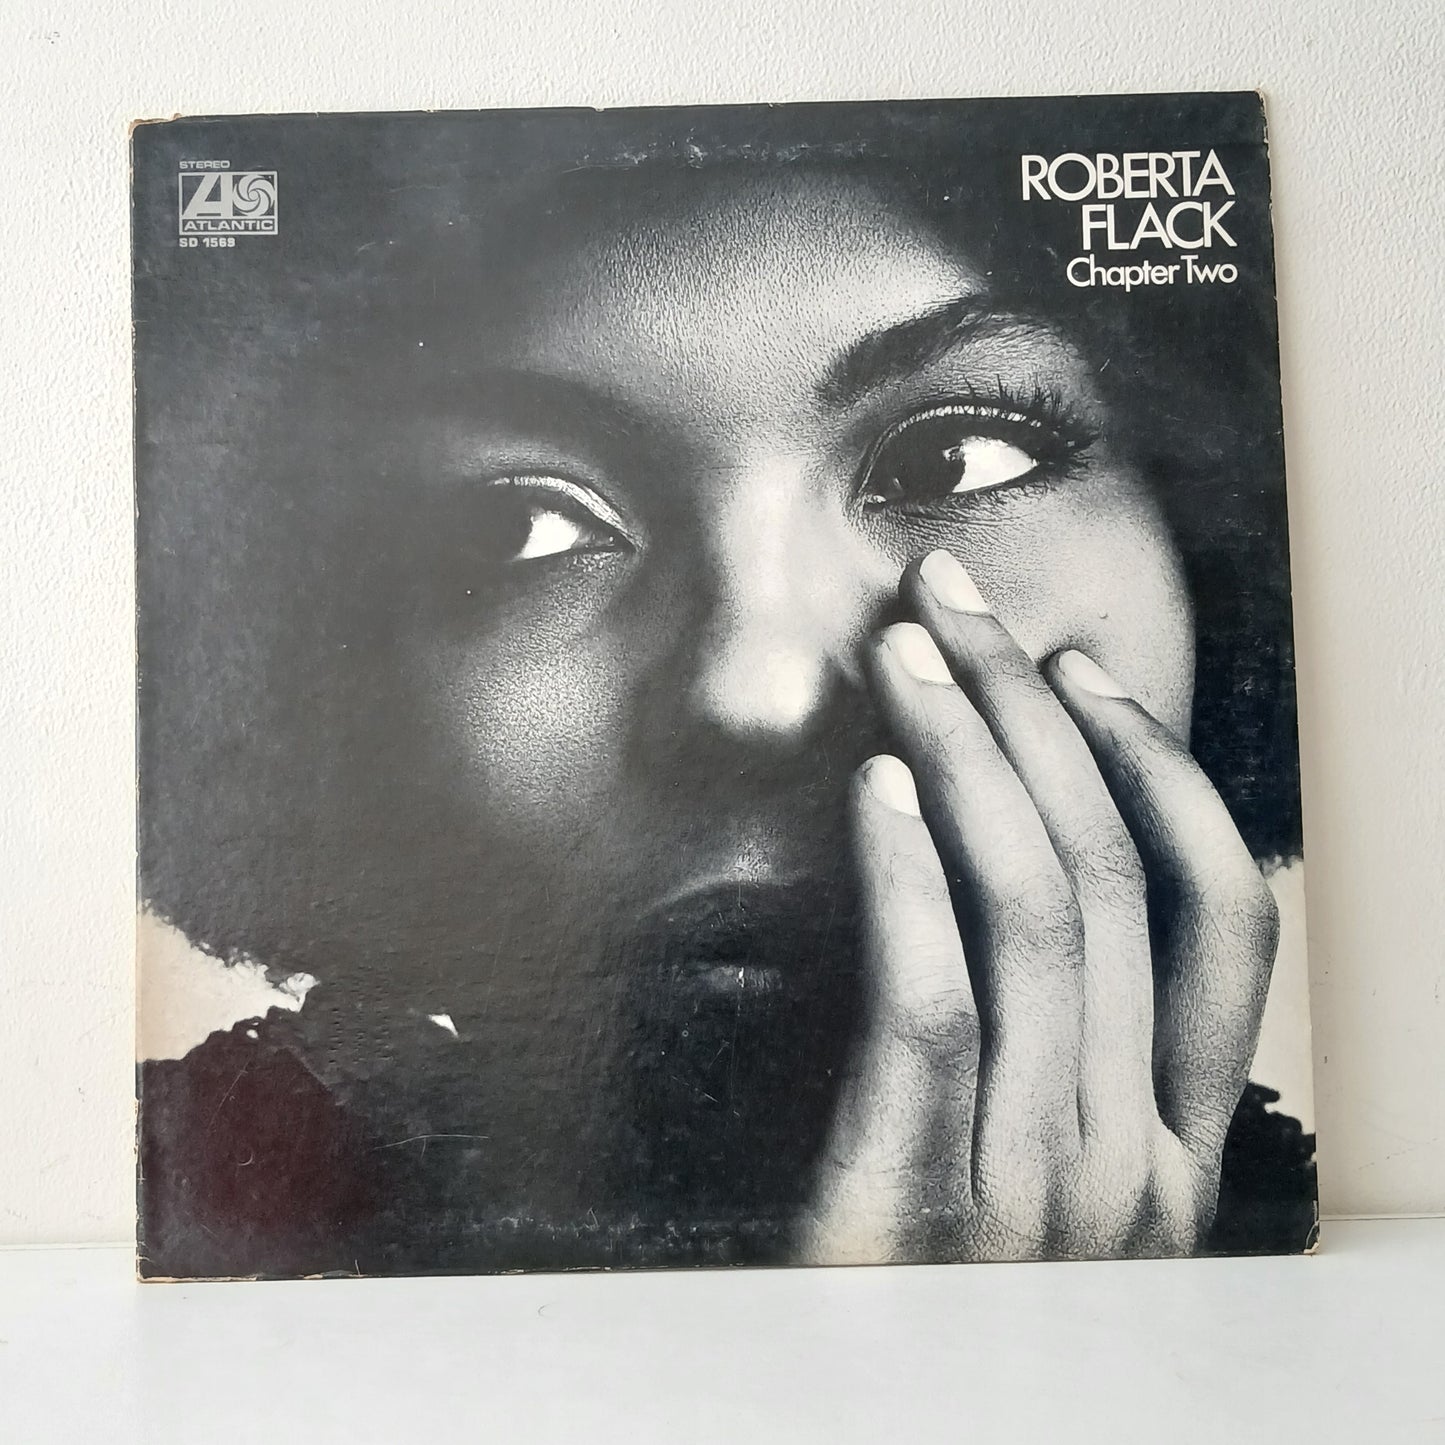 STEREO
ATLANTIC
SD 1569
ROBERTA
FLACK
Chapter Two